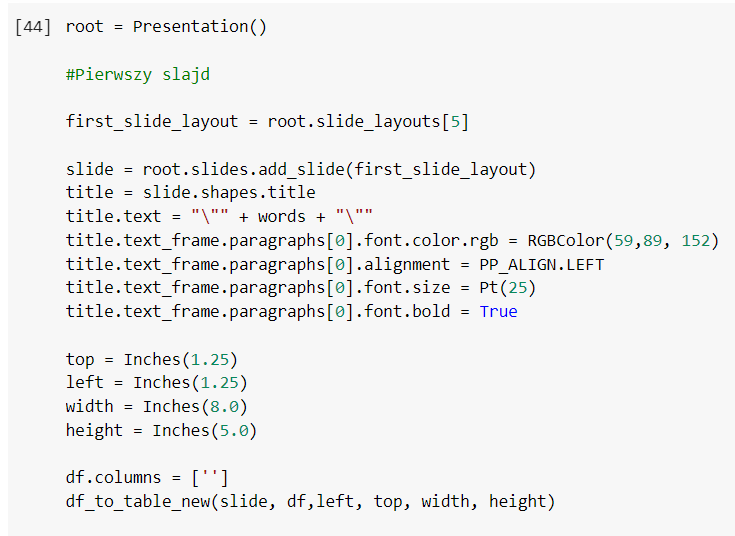 [44] root = Presentation()
#Pierwszy slajd
first_slide_layout = root.slide_layouts[5]
slide = root.slides.add_slide(first_slide_layout)
title = slide.shapes.title
title.text = "\"" + words + "\""
title.text_frame.paragraphs[0].font.color.rgb = RGBColor(59,89, 152)
title.text_frame.paragraphs[0].alignment = PP_ALIGN.LEFT
title.text_frame.paragraphs[0].font.size = Pt(25)
title.text_frame.paragraphs[0].font.bold = True
top = Inches(1.25)
left = Inches(1.25)
width = Inches(8.0)
height = Inches(5.0)
df.columns = ['']
df_to_table_new(slide, df,left, top, width, height)